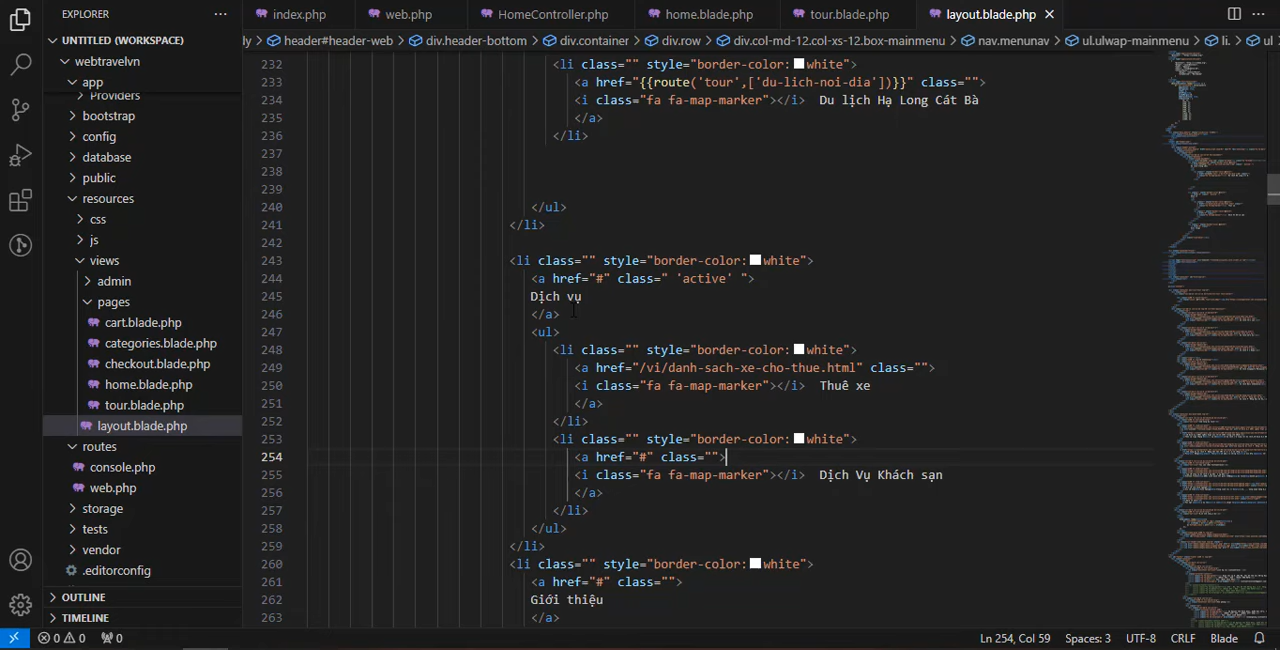 EXPLORER ···
index.php web.php HomeController.php home.blade.php tour.blade.php layout.blade.php × ···
UNTITLED (WORKSPACE)
webtravelvn
app
Providers
bootstrap
config
database
public
resources
css
js
views
admin
pages
cart.blade.php
categories.blade.php
checkout.blade.php
home.blade.php
tour.blade.php
layout.blade.php
routes
console.php
web.php
storage
tests
vendor
.editorconfig
OUTLINE
TIMELINE
ly > header#header-web > div.header-bottom > div.container > div.row > div.col-md-12.col-xs-12.box-mainmenu > nav.menunav > ul.ulwap-mainmenu > li. > ul
232 <li class="" style="border-color: white">
233 <a href="{{route('tour',['du-lich-noi-dia'])}}" class="">
234 <i class="fa fa-map-marker"></i> Du lịch Hạ Long Cát Bà
235 </a>
236 </li>
237
238
239
240 </ul>
241 </li>
242
243 <li class="" style="border-color: white">
244 <a href="#" class=" 'active' ">
245 Dịch vụ
246 </a>
247 <ul>
248 <li class="" style="border-color: white">
249 <a href="/vi/danh-sach-xe-cho-thue.html" class="">
250 <i class="fa fa-map-marker"></i> Thuê xe
251 </a>
252 </li>
253 <li class="" style="border-color: white">
254 <a href="#" class="">
255 <i class="fa fa-map-marker"></i> Dịch Vụ Khách sạn
256 </a>
257 </li>
258 </ul>
259 </li>
260 <li class="" style="border-color: white">
261 <a href="#" class="">
262 Giới thiệu
263 </a>
0 0 0 Ln 254, Col 59 Spaces: 3 UTF-8 CRLF Blade